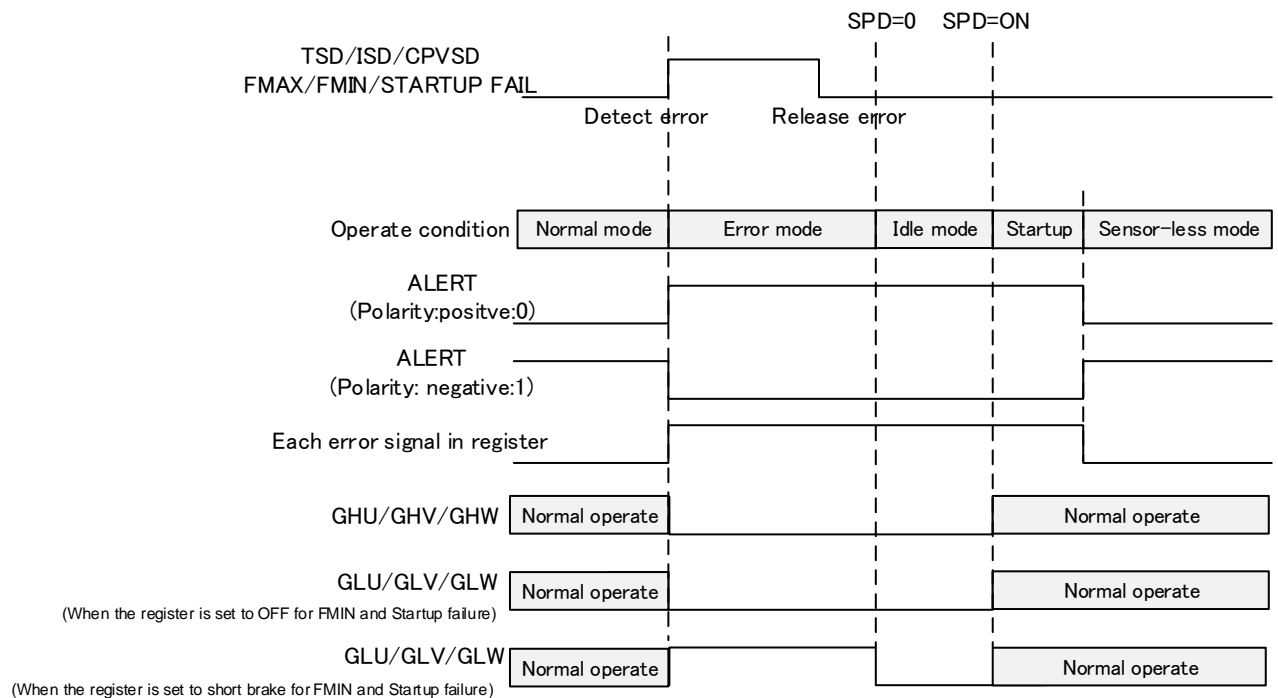 SPD=0 SPD=ON
TSD/ISD/CPVSD
FMAX/FMIN/STARTUP FAIL
Detect error Release error
Operate condition Normal mode Error mode Idle mode Startup Sensor-less mode
ALERT
(Polarity:positve:0)
ALERT
(Polarity: negative:1)
Each error signal in register
GHU/GHV/GHW Normal operate Normal operate
GLU/GLV/GLW Normal operate Normal operate
(When the register is set to OFF for FMIN and Startup failure)
GLU/GLV/GLW Normal operate Normal operate
(When the register is set to short brake for FMIN and Startup failure)